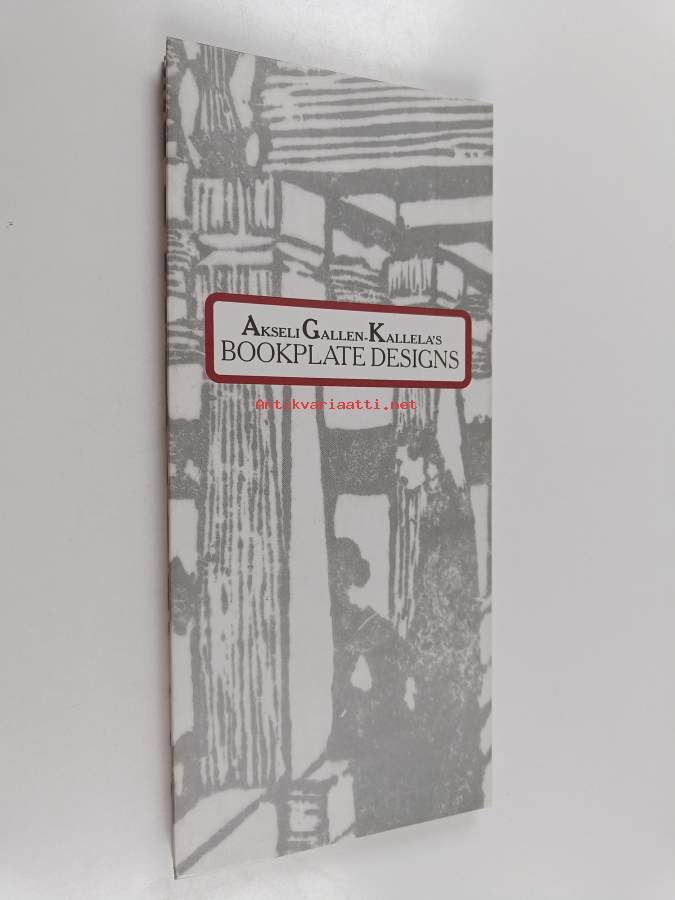 AKSELI GALLEN-KALLELA'S
BOOKPLATE DESIGNS
Antikvariaatti.net